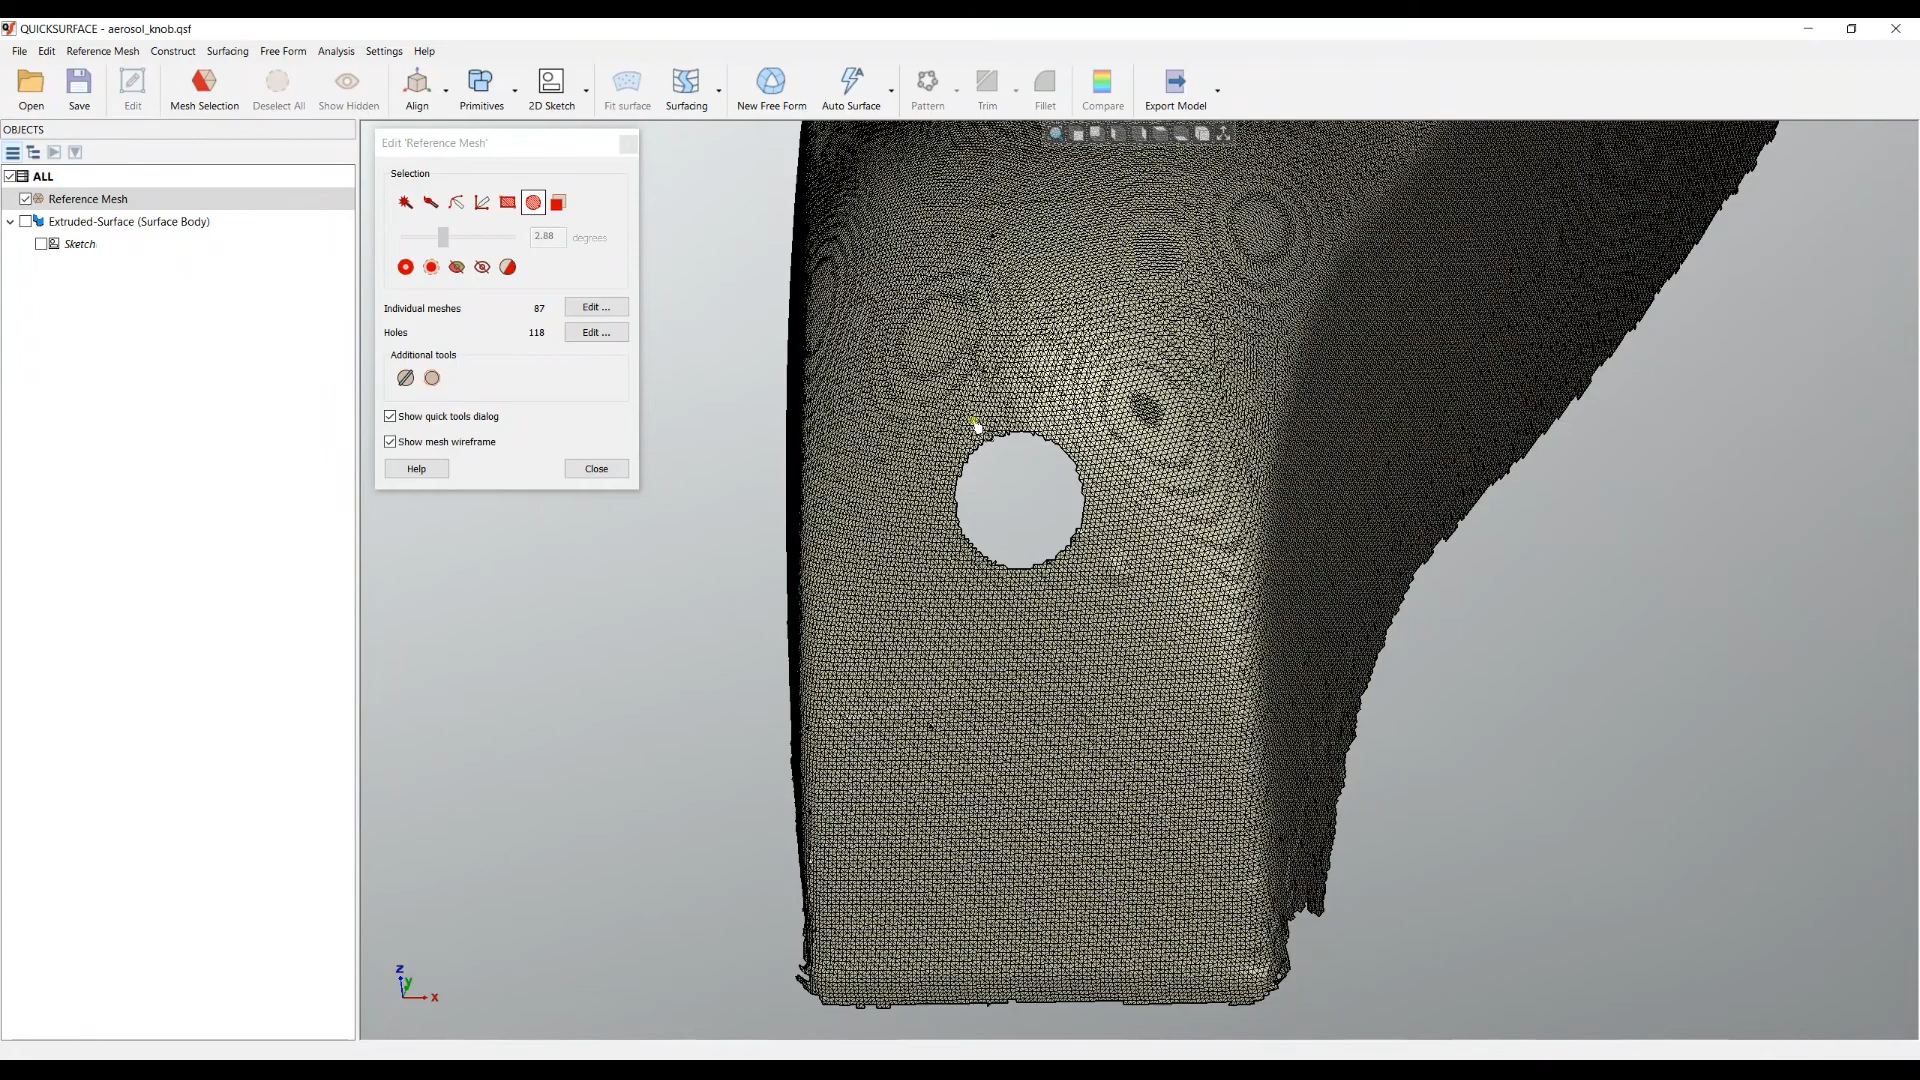 QUICKSURFACE - aerosol_knob.qsf
File Edit Reference Mesh Construct Surfacing Free Form Analysis Settings Help
Open Save Edit Mesh Selection Deselect All Show Hidden Align Primitives 2D Sketch Fit surface Surfacing New Free Form Auto Surface Pattern Trim Fillet Compare Export Model
OBJECTS
ALL
Reference Mesh
Extruded-Surface (Surface Body)
Sketch
Edit 'Reference Mesh'
Selection
2.88 degrees
Individual meshes 87 Edit ...
Holes 118 Edit ...
Additional tools
Show quick tools dialog
Show mesh wireframe
Help Close
z
y
x